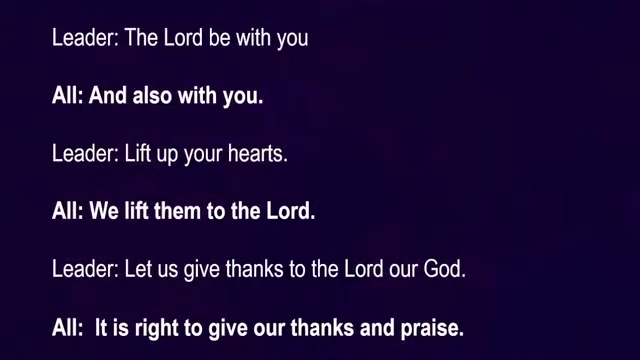 Leader: The Lord be with you
All: And also with you.
Leader: Lift up your hearts.
All: We lift them to the Lord.
Leader: Let us give thanks to the Lord our God.
All:  It is right to give our thanks and praise.